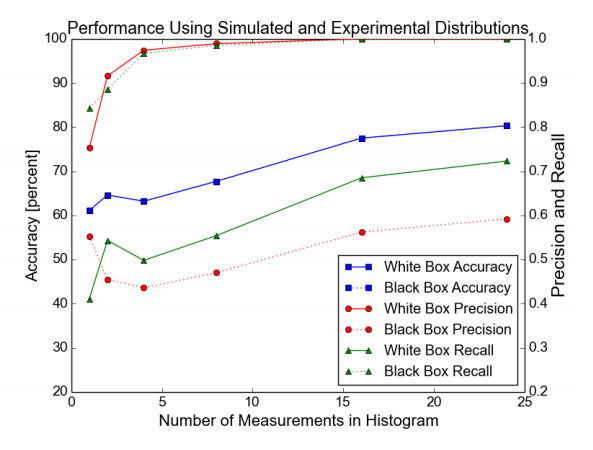 Performance Using Simulated and Experimental Distributions
100
90
80
70
60
50
40
30
20
Accuracy [percent]
1.0
0.9
0.8
0.7
0.6
0.5
0.4
0.3
0.2
Precision and Recall
White Box Accuracy
Black Box Accuracy
White Box Precision
Black Box Precision
White Box Recall
Black Box Recall
0 5 10 15 20 25
Number of Measurements in Histogram